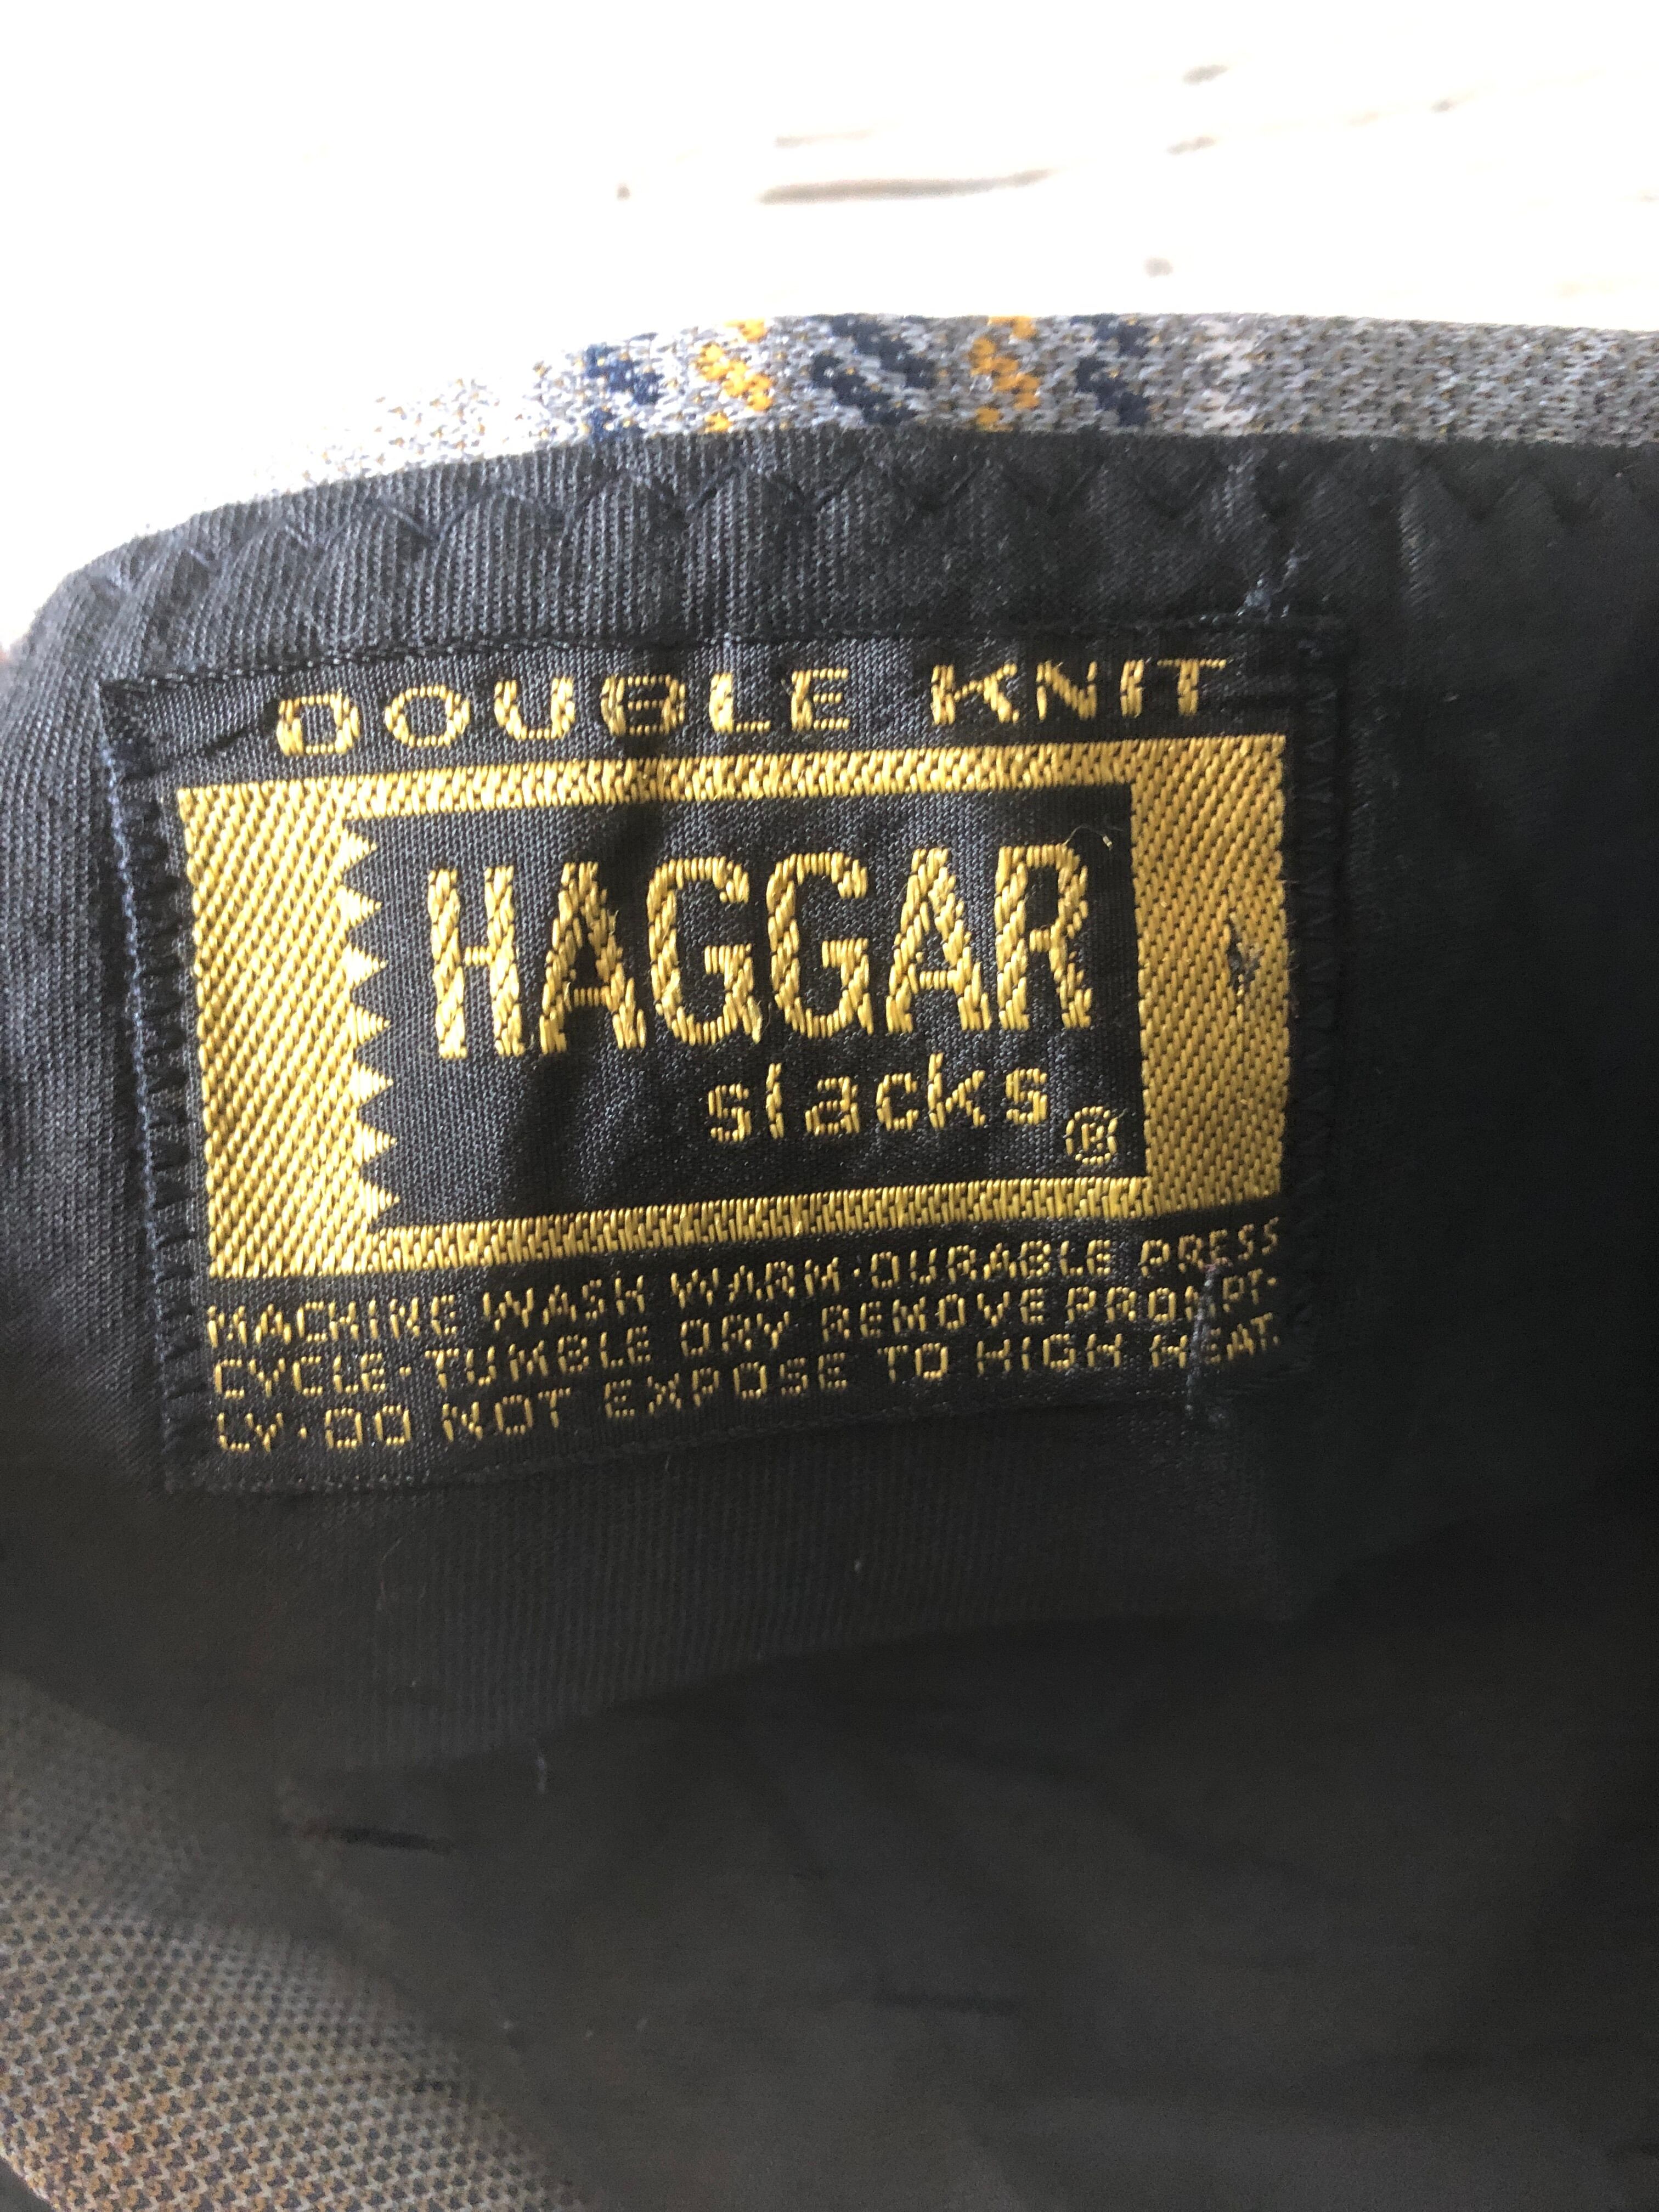 DOUBLE KNIT
HAGGAR
slacks ®
MACHINE WASH WARM·DURABLE PRESS
CYCLE·TUMBLE DRY REMOVE PROMPT-
LY·DO NOT EXPOSE TO HIGH HEAT.